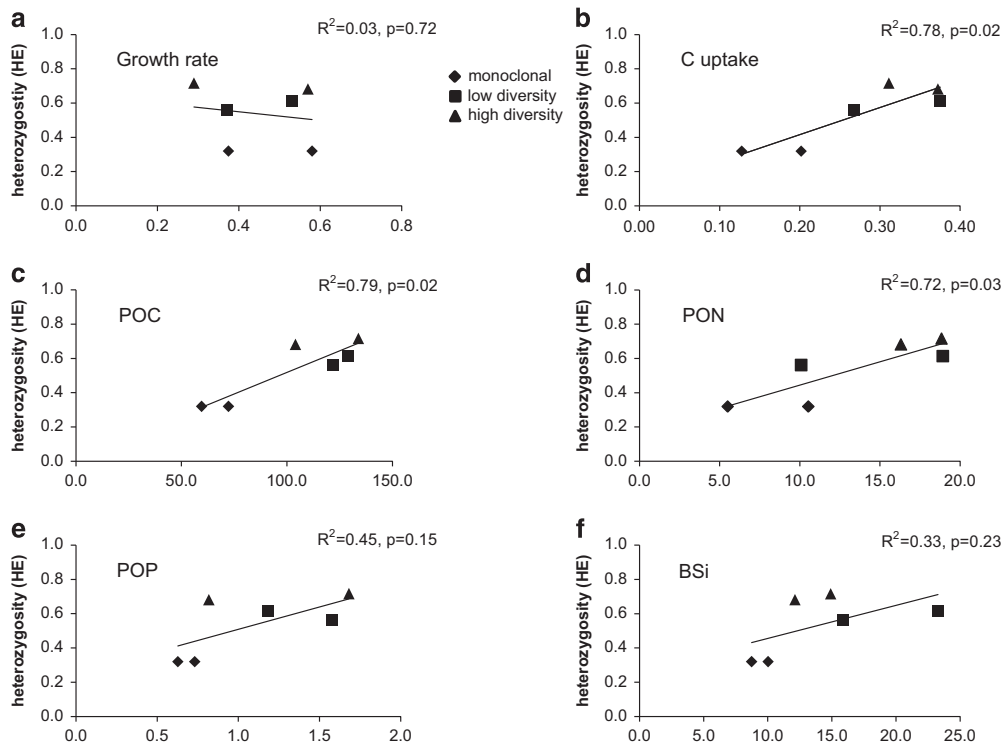 a
R²=0.03, p=0.72
Growth rate
heterozygostiy (HE)
1.0
0.8
0.6
0.4
0.2
0.0
0.0 0.2 0.4 0.6 0.8
monoclonal
low diversity
high diversity
b
R²=0.78, p=0.02
C uptake
heterozygosity (HE)
1.0
0.8
0.6
0.4
0.2
0.0
0.00 0.10 0.20 0.30 0.40
c
R²=0.79, p=0.02
POC
heterozygosity (HE)
1.0
0.8
0.6
0.4
0.2
0.0
0.0 50.0 100.0 150.0
d
R²=0.72, p=0.03
PON
heterozygosity (HE)
1.0
0.8
0.6
0.4
0.2
0.0
0.0 5.0 10.0 15.0 20.0
e
R²=0.45, p=0.15
POP
heterozygosity (HE)
1.0
0.8
0.6
0.4
0.2
0.0
0.0 0.5 1.0 1.5 2.0
f
R²=0.33, p=0.23
BSi
heterozygosity (HE)
1.0
0.8
0.6
0.4
0.2
0.0
0.0 5.0 10.0 15.0 20.0 25.0